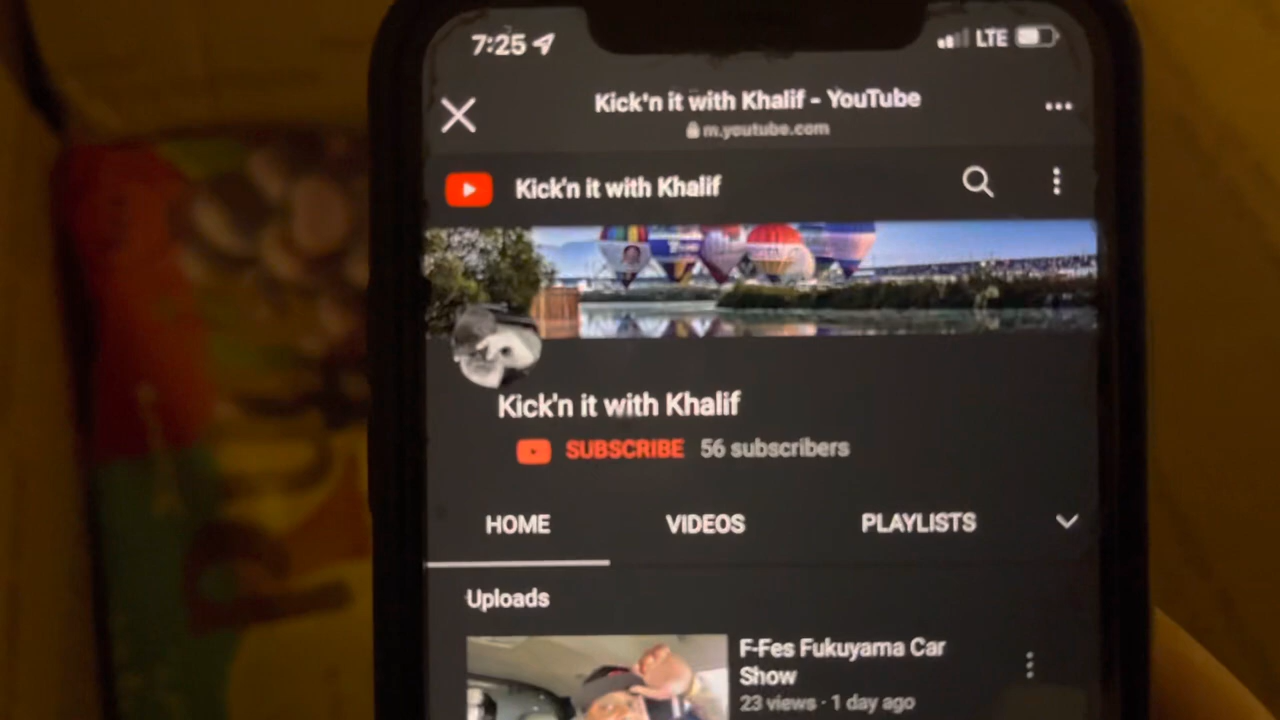 7:25
LTE
Kick'n it with Khalif - YouTube
m.youtube.com
Kick'n it with Khalif
Kick'n it with Khalif
SUBSCRIBE 56 subscribers
HOME VIDEOS PLAYLISTS
Uploads
F-Fes Fukuyama Car
Show
23 views · 1 day ago